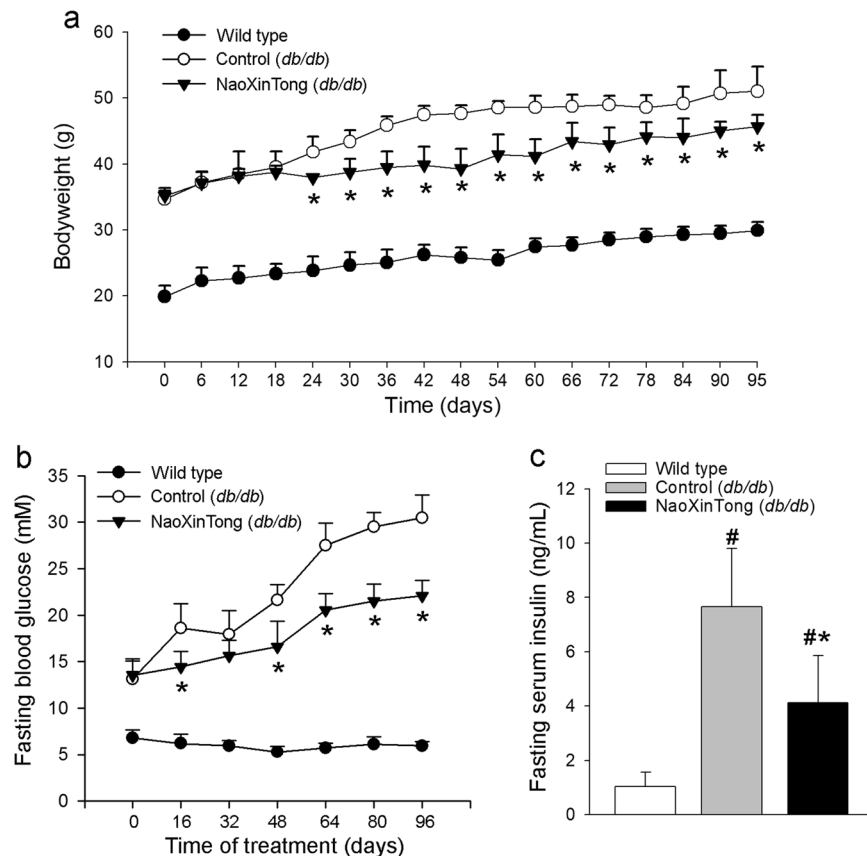 a
Wild type
Control (db/db)
NaoXinTong (db/db)
60
50
40
30
20
10
Bodyweight (g)
* * * * * * * * * * * * *
0 6 12 18 24 30 36 42 48 54 60 66 72 78 84 90 95
Time (days)
b
Wild type
Control (db/db)
NaoXinTong (db/db)
35
30
25
20
15
10
5
0
Fasting blood glucose (mM)
* * * * *
0 16 32 48 64 80 96
Time of treatment (days)
c
Wild type
Control (db/db)
NaoXinTong (db/db)
12
10
8
6
4
2
0
Fasting serum insulin (ng/mL)
#
#*